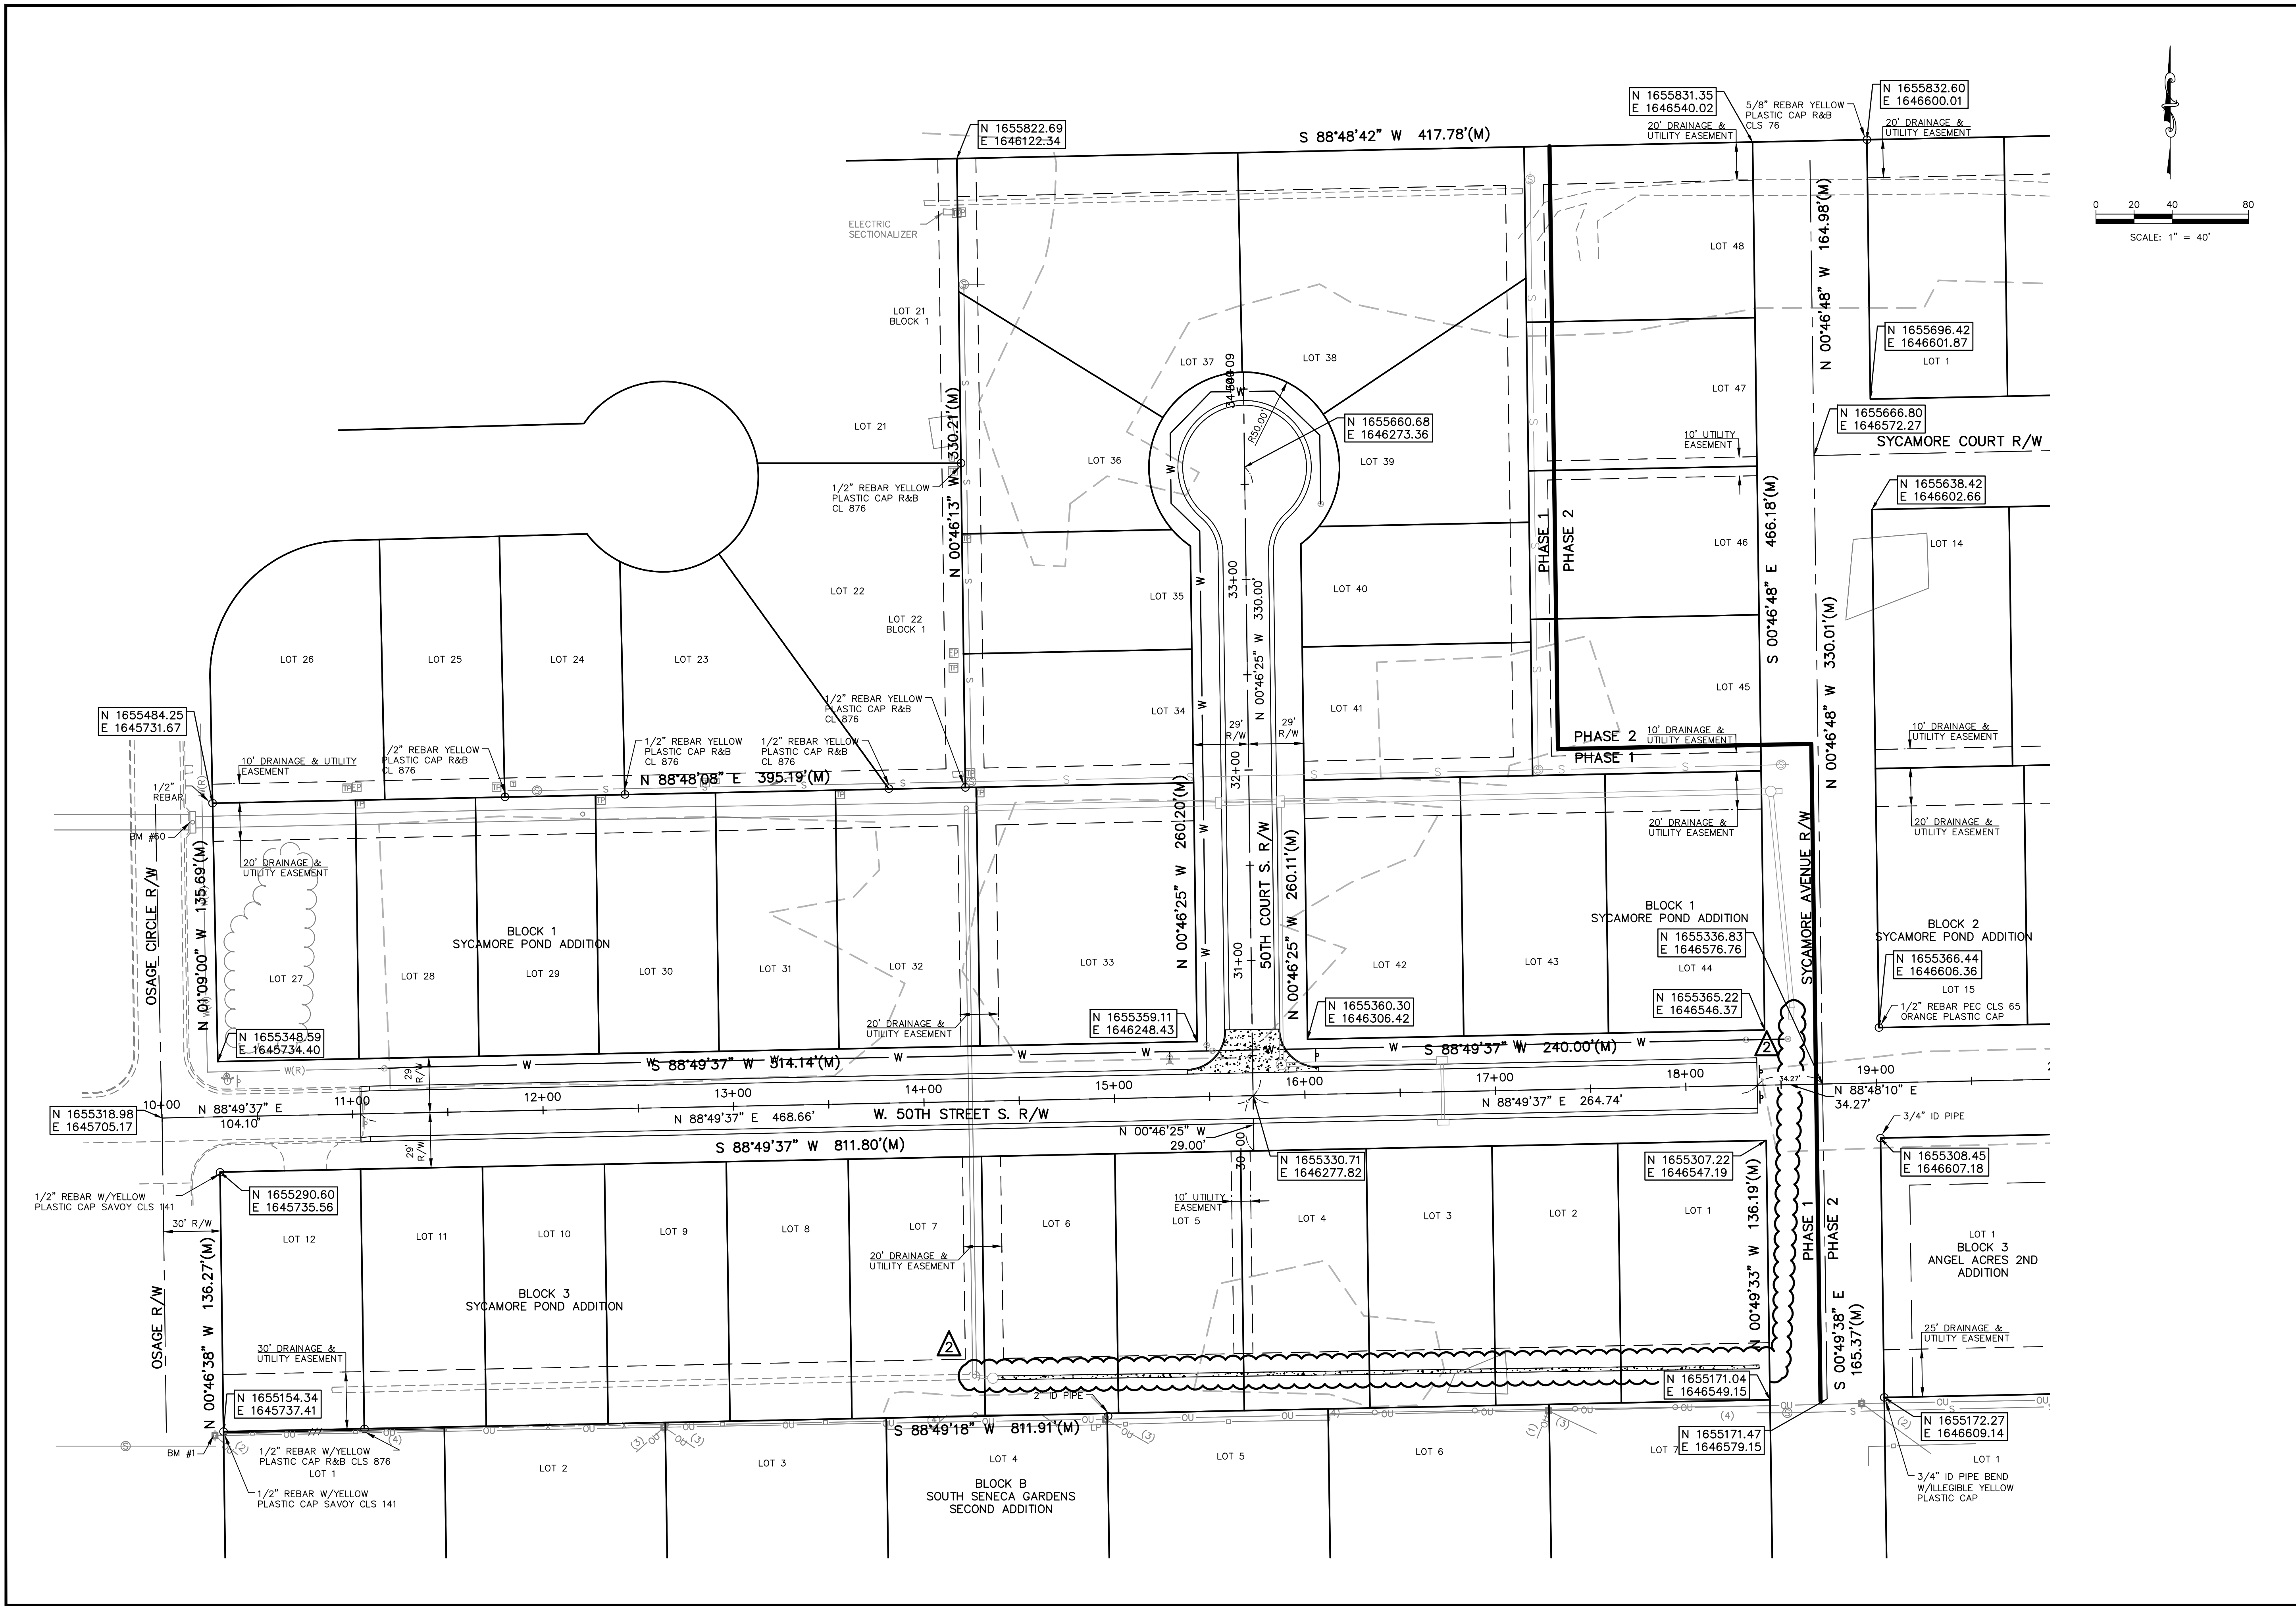 N 1655832.60
E 1646600.01
N 1655831.35
E 1646540.02
5/8" REBAR YELLOW
PLASTIC CAP R&B
CLS 76
20' DRAINAGE &
UTILITY EASEMENT
20' DRAINAGE &
UTILITY EASEMENT
N 1655822.69
E 1646122.34
S 88°48'42" W 417.78'(M)
0 20 40 80
SCALE: 1" = 40'
ELECTRIC
SECTIONALIZER
LOT 48
N 00°46'48" W 164.98'(M)
LOT 21
BLOCK 1
N 1655696.42
E 1646601.87
LOT 1
LOT 37
LOT 38
LOT 47
R50.00'
N 1655660.68
E 1646273.36
N 1655666.80
E 1646572.27
SYCAMORE COURT R/W
LOT 21
N 00°46'13" W 330.21'(M)
10' UTILITY
EASEMENT
LOT 36
LOT 39
1/2" REBAR YELLOW
PLASTIC CAP R&B
CL 876
N 1655638.42
E 1646602.66
PHASE 1
PHASE 2
S 00°46'48" E 466.18'(M)
LOT 46
LOT 14
LOT 22
LOT 35
33+00
N 00°46'25" W 330.00'
LOT 40
LOT 22
BLOCK 1
N 00°46'48" W 330.01'(M)
LOT 26
LOT 25
LOT 24
LOT 23
LOT 45
1/2" REBAR YELLOW
PLASTIC CAP R&B
CL 876
LOT 34
LOT 41
29'
R/W
29'
R/W
N 1655484.25
E 1645731.67
10' DRAINAGE & UTILITY
EASEMENT
/2" REBAR YELLOW
PLASTIC CAP R&B
CL 876
1/2" REBAR YELLOW
PLASTIC CAP R&B
CL 876
1/2" REBAR YELLOW
PLASTIC CAP R&B
CL 876
PHASE 2
PHASE 1
10' DRAINAGE &
UTILITY EASEMENT
10' DRAINAGE &
UTILITY EASEMENT
N 88°48'08" E 395.19'(M)
32+00
1/2"
REBAR
BM #60
20' DRAINAGE &
UTILITY EASEMENT
20' DRAINAGE &
UTILITY EASEMENT
20' DRAINAGE &
UTILITY EASEMENT
OSAGE CIRCLE R/W
N 01°09'00" W 135.69'(M)
N 00°46'25" W 260.20'(M)
50TH COURT S. R/W
N 00°46'25" W 260.11'(M)
SYCAMORE AVENUE R/W
BLOCK 1
SYCAMORE POND ADDITION
BLOCK 1
SYCAMORE POND ADDITION
BLOCK 2
SYCAMORE POND ADDITION
N 1655336.83
E 1646576.76
LOT 27
LOT 28
LOT 29
LOT 30
LOT 31
LOT 32
LOT 33
31+00
LOT 42
LOT 43
LOT 44
N 1655366.44
E 1646606.36
LOT 15
1/2" REBAR PEC CLS 65
ORANGE PLASTIC CAP
N 1655365.22
E 1646546.37
20' DRAINAGE &
UTILITY EASEMENT
N 1655359.11
E 1646248.43
N 1655360.30
E 1646306.42
N 1655348.59
E 1645734.40
2
S 88°49'37" W 514.14'(M)
S 88°49'37" W 240.00'(M)
W(R)
29'
R/W
10+00
11+00
12+00
13+00
14+00
15+00
16+00
17+00
18+00
19+00
34.27'
N 88°48'10" E
34.27'
N 1655318.98
E 1645705.17
N 88°49'37" E
104.10'
N 88°49'37" E 468.66'
W. 50TH STREET S. R/W
N 88°49'37" E 264.74'
3/4" ID PIPE
29'
R/W
S 88°49'37" W 811.80'(M)
N 00°46'25" W
29.00'
30+00
N 1655330.71
E 1646277.82
N 1655307.22
E 1646547.19
N 1655308.45
E 1646607.18
N 1655290.60
E 1645735.56
1/2" REBAR W/YELLOW
PLASTIC CAP SAVOY CLS 141
30' R/W
10' UTILITY
EASEMENT
LOT 12
LOT 11
LOT 10
LOT 9
LOT 8
LOT 7
LOT 6
LOT 5
LOT 4
LOT 3
LOT 2
LOT 1
N 00°49'33" W 136.19'(M)
PHASE 1
PHASE 2
20' DRAINAGE &
UTILITY EASEMENT
LOT 1
BLOCK 3
ANGEL ACRES 2ND
ADDITION
OSAGE R/W
N 00°46'38" W 136.27'(M)
BLOCK 3
SYCAMORE POND ADDITION
30' DRAINAGE &
UTILITY EASEMENT
2
S 00°49'38" E
165.37'(M)
25' DRAINAGE &
UTILITY EASEMENT
N 1655154.34
E 1645737.41
2" ID PIPE
N 1655171.04
E 1646549.15
S 88°49'18" W 811.91'(M)
N 1655171.47
E 1646579.15
N 1655172.27
E 1646609.14
BM #1
1/2" REBAR W/YELLOW
PLASTIC CAP R&B CLS 876
LOT 1
LOT 2
LOT 3
LOT 4
LOT 5
LOT 6
LOT 7
LOT 1
1/2" REBAR W/YELLOW
PLASTIC CAP SAVOY CLS 141
BLOCK B
SOUTH SENECA GARDENS
SECOND ADDITION
3/4" ID PIPE BEND
W/ILLEGIBLE YELLOW
PLASTIC CAP